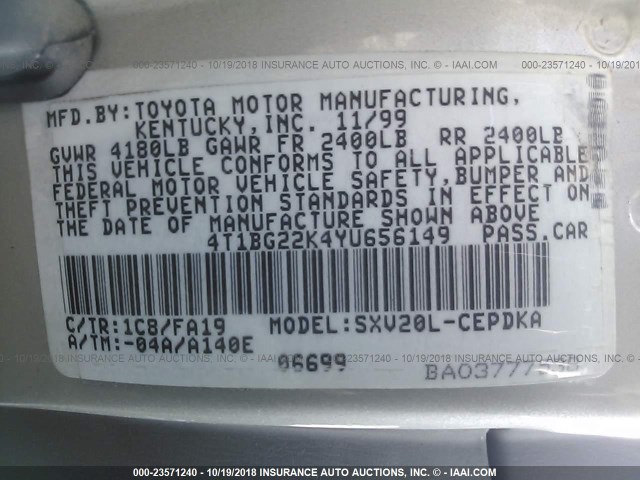 000-23571240 - 10/19/2018 INSURANCE AUTO AUCTIONS, INC. - © IAAI.COM
MFD.BY:TOYOTA MOTOR MANUFACTURING,
KENTUCKY,INC. 11/99
GVWR 4180LB GAWR FR 2400LB RR 2400LB
THIS VEHICLE CONFORMS TO ALL APPLICABLE
FEDERAL MOTOR VEHICLE SAFETY,BUMPER AND
THEFT PREVENTION STANDARDS IN EFFECT ON
THE DATE OF MANUFACTURE SHOWN ABOVE
4T1BG22K4YU656149 PASS.CAR
C/TR:1C8/FA19 MODEL:SXV20L-CEPDKA
A/TM:-04A/A140E
06699
000-23571240 - 10/19/2018 INSURANCE AUTO AUCTIONS, INC. - © IAAI.COM